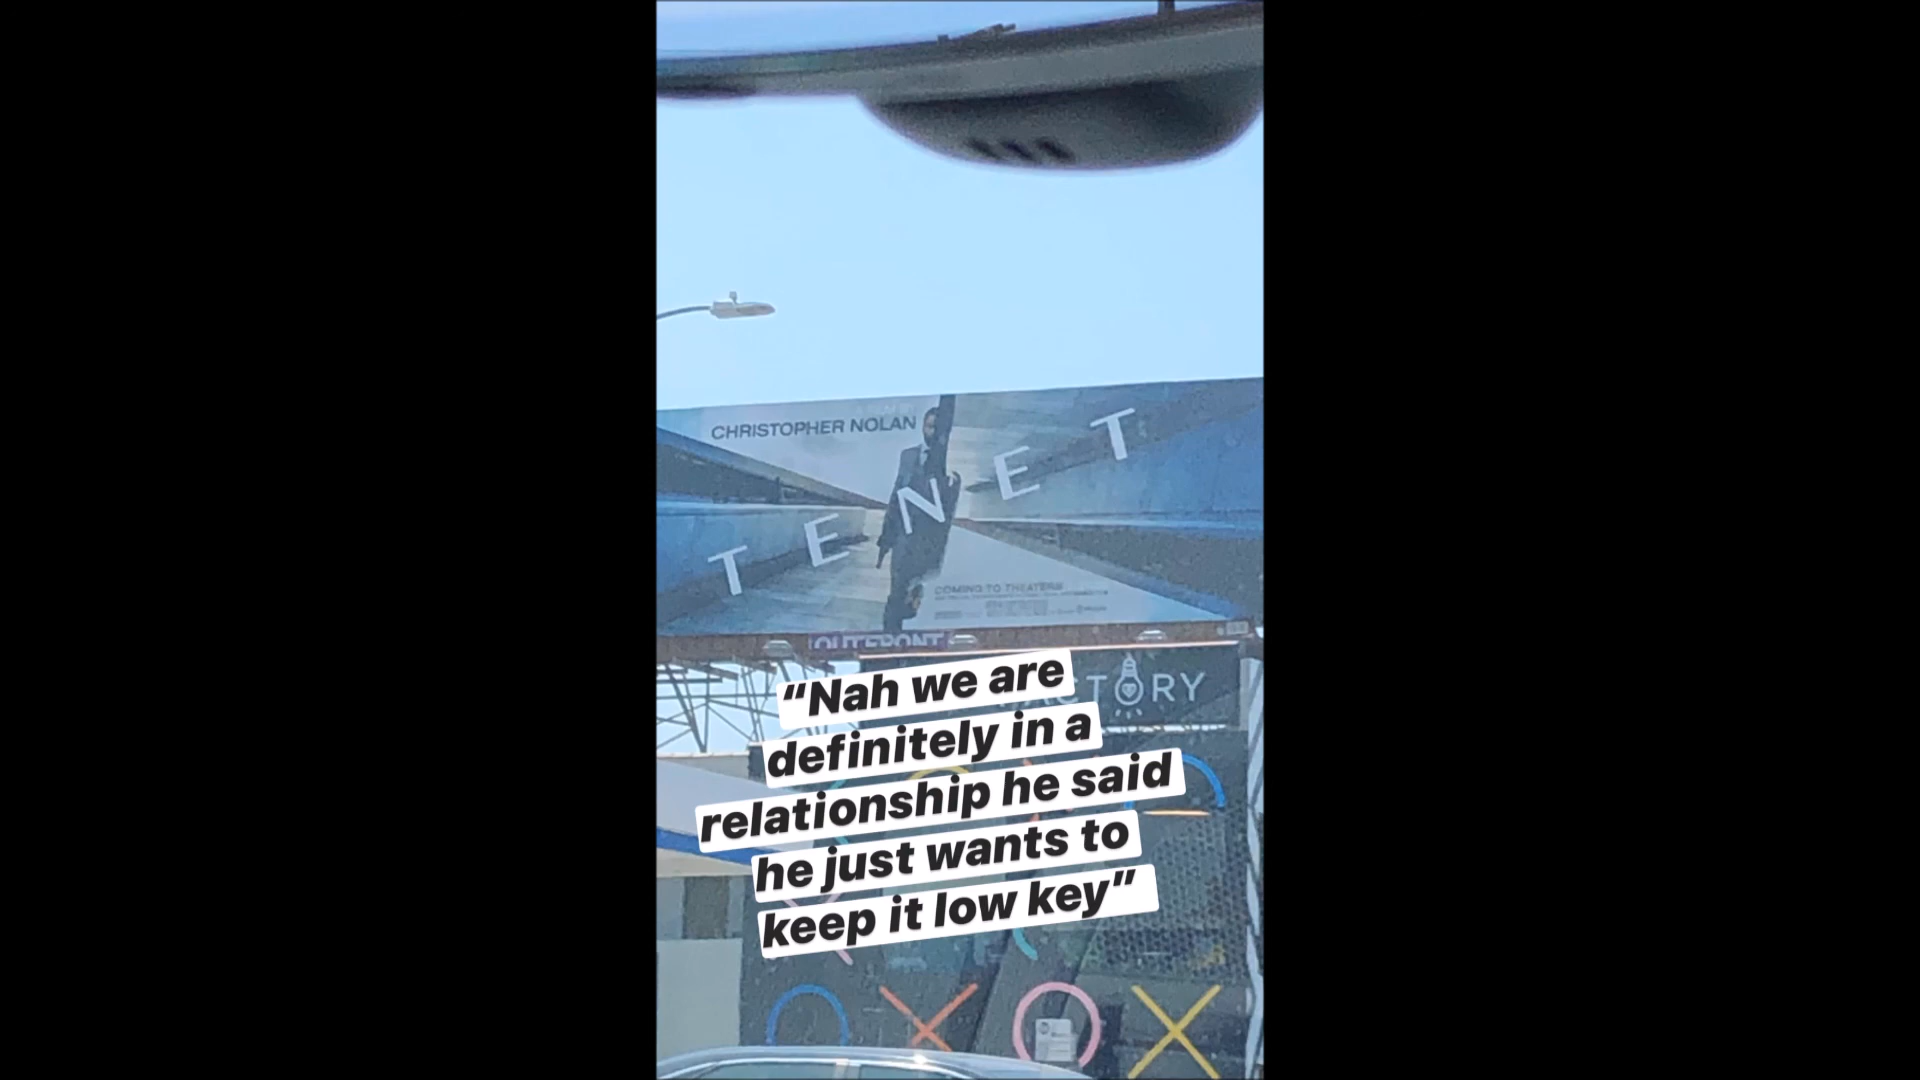 CHRISTOPHER NOLAN
TENET
COMING TO THEATERS
OUTFRONT
CTORY
“Nah we are
definitely in a
relationship he said
he just wants to
keep it low key”